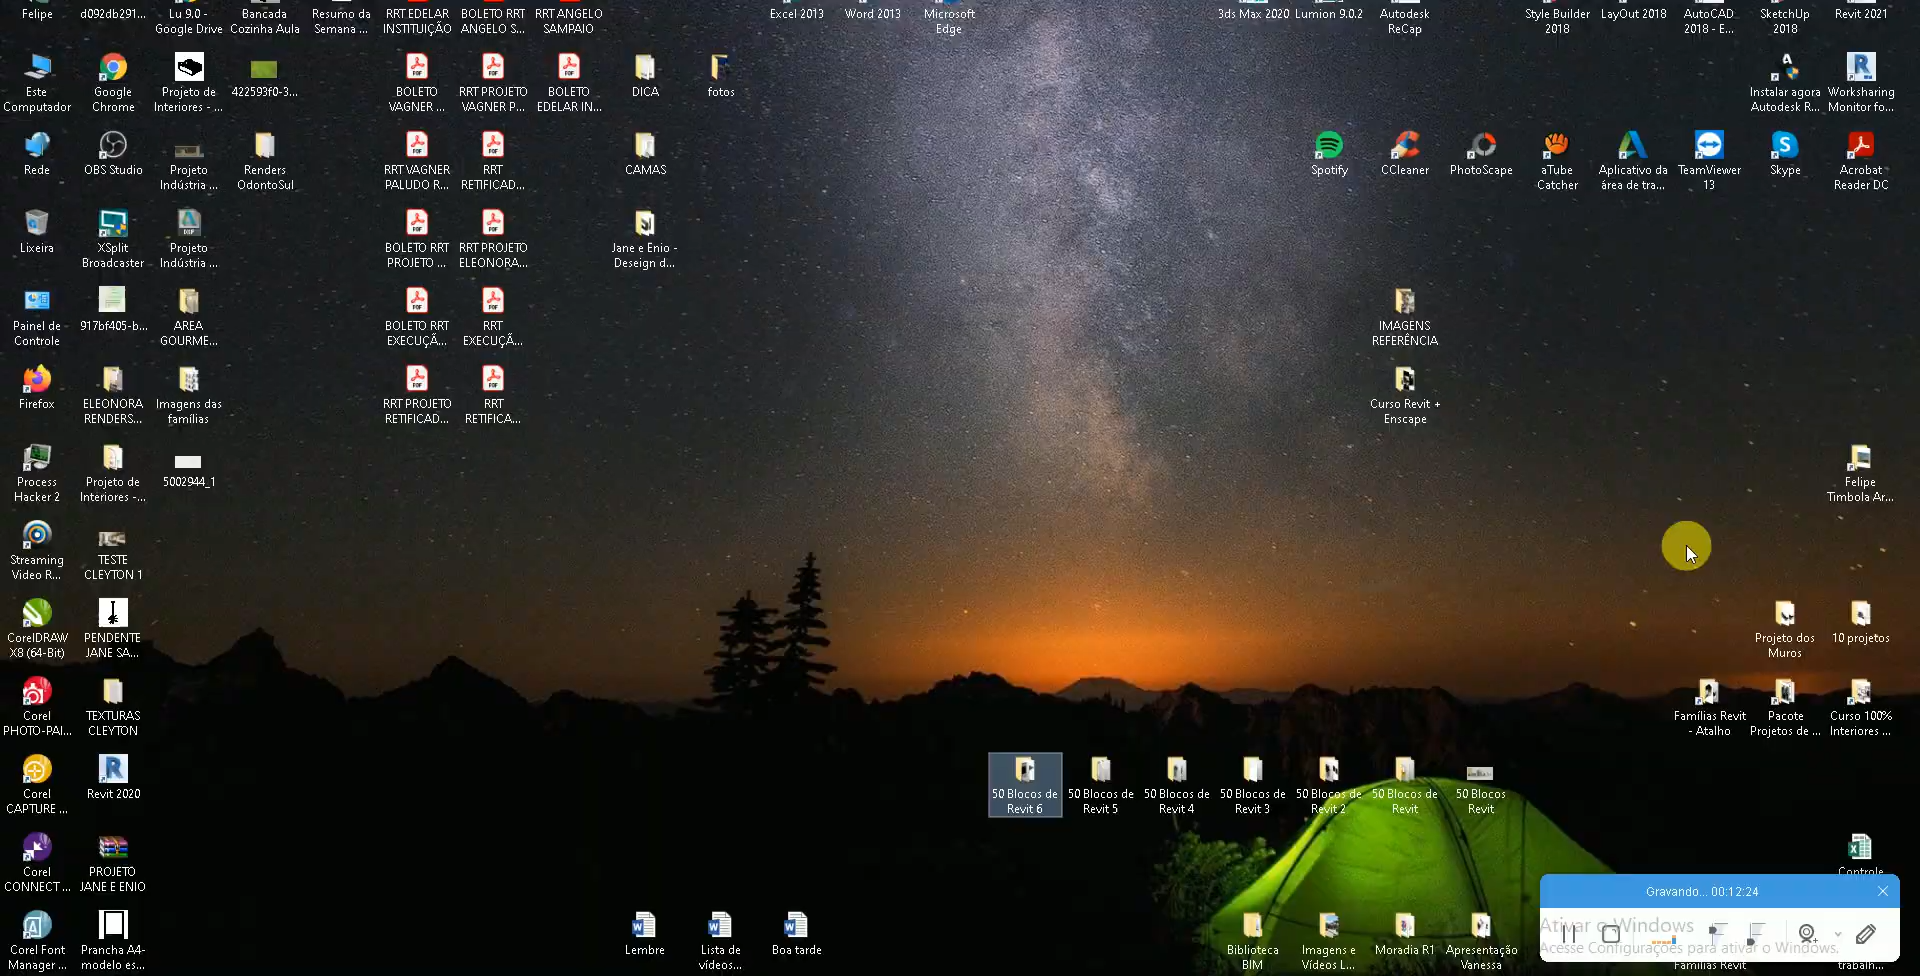 Felipe
d092db291...
Lu 9.0 -
Google Drive
Bancada
Cozinha Aula
Resumo da
Semana ...
RRT EDELAR
INSTITUIÇÃO
BOLETO RRT
ANGELO S...
RRT ANGELO
SAMPAIO
Excel 2013
Word 2013
Microsoft
Edge
3ds Max 2020
Lumion 9.0.2
Autodesk
ReCap
Style Builder
2018
LayOut 2018
AutoCAD
2018 - E...
SketchUp
2018
Revit 2021
Este
Computador
Google
Chrome
Projeto de
Interiores - ...
422593f0-3...
BOLETO
VAGNER ...
RRT PROJETO
VAGNER P...
BOLETO
EDELAR IN...
DICA
fotos
Instalar agora
Autodesk R...
Worksharing
Monitor fo...
Rede
OBS Studio
Projeto
Indústria ...
Renders
OdontoSul
RRT VAGNER
PALUDO R...
RRT
RETIFICAD...
CAMAS
Spotify
CCleaner
PhotoScape
aTube
Catcher
Aplicativo da
área de tra...
TeamViewer
13
Skype
Acrobat
Reader DC
Lixeira
XSplit
Broadcaster
Projeto
Indústria ...
BOLETO RRT
PROJETO ...
RRT PROJETO
ELEONORA...
Jane e Enio -
Deseign d...
Painel de
Controle
917bf405-b...
AREA
GOURME...
BOLETO RRT
EXECUÇÃ...
RRT
EXECUÇÃ...
IMAGENS
REFERÊNCIA
Firefox
ELEONORA
RENDERS...
Imagens das
famílias
RRT PROJETO
RETIFICAD...
RRT
RETIFICA...
Curso Revit +
Enscape
Process
Hacker 2
Projeto de
Interiores -...
5002944_1
Felipe
Timbola Ar...
Streaming
Video R...
TESTE
CLEYTON 1
CorelDRAW
X8 (64-Bit)
PENDENTE
JANE SA...
Projeto dos
Muros
10 projetos
Corel
PHOTO-PAI...
TEXTURAS
CLEYTON
Famílias Revit
- Atalho
Pacote
Projetos de ...
Curso 100%
Interiores ...
Corel
CAPTURE ...
Revit 2020
50 Blocos de
Revit 6
50 Blocos de
Revit 5
50 Blocos de
Revit 4
50 Blocos de
Revit 3
50 Blocos de
Revit 2
50 Blocos de
Revit
50 Blocos
Revit
Corel
CONNECT ...
PROJETO
JANE E ENIO
Controle
Gravando... 00:12:24
Corel Font
Manager ...
Prancha A4-
modelo es...
Lembre
Lista de
vídeos...
Boa tarde
Biblioteca
BIM
Imagens e
Vídeos L...
Moradia R1
Apresentação
Vanessa
Ativar o Windows
Acesse Configurações para ativar o Windows.
Famílias Revit
trabalh...